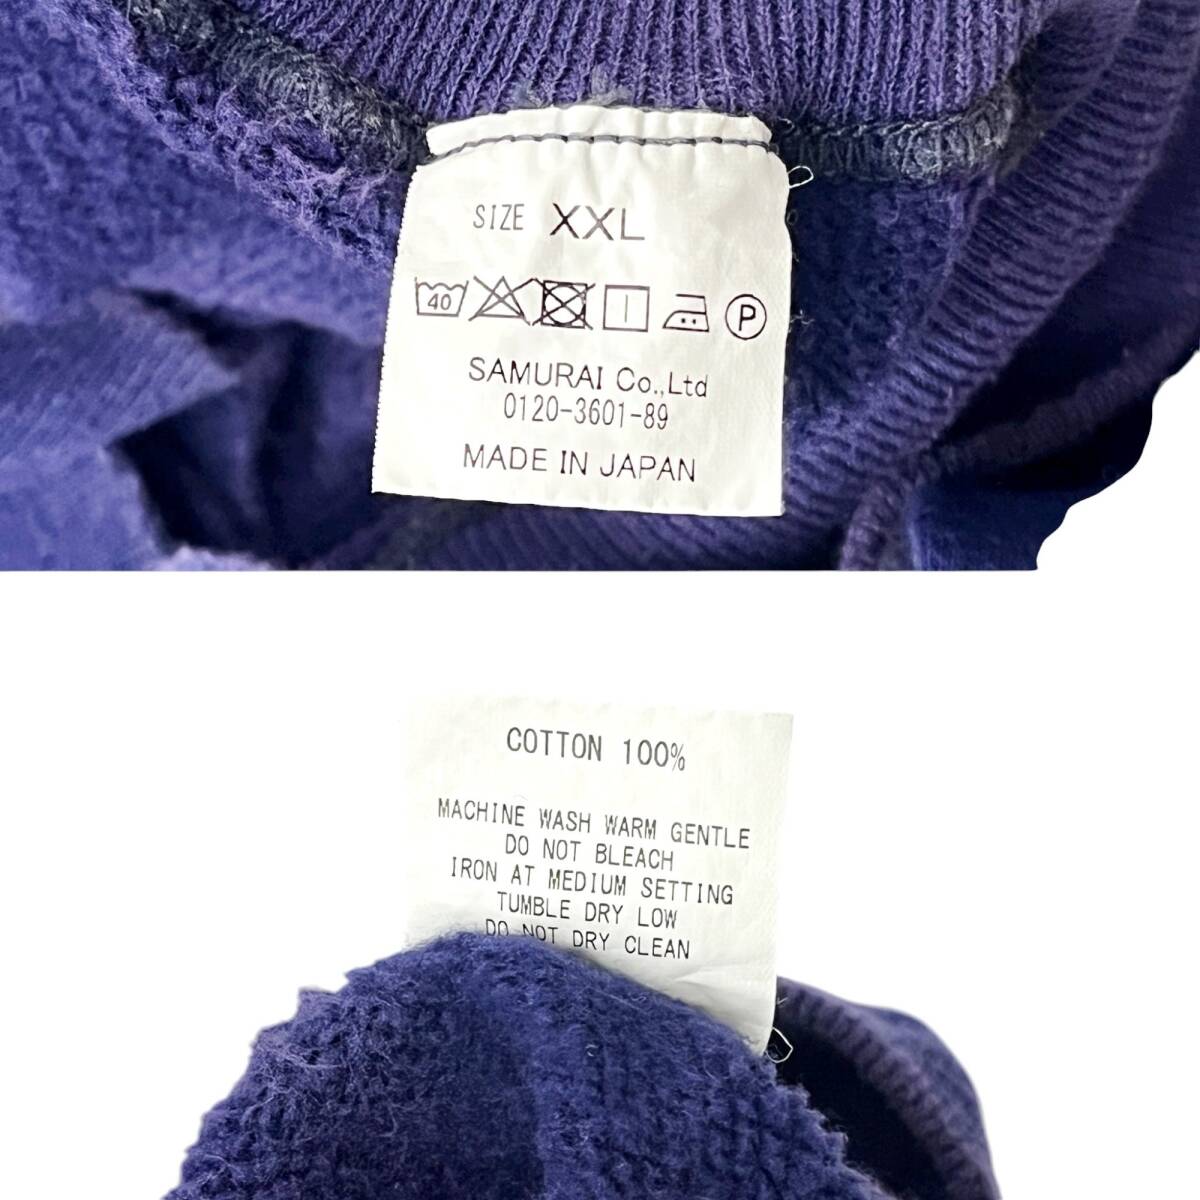 SIZE XXL
40 P
SAMURAI Co.,Ltd
0120-3601-89
MADE IN JAPAN
COTTON 100%
MACHINE WASH WARM GENTLE
DO NOT BLEACH
IRON AT MEDIUM SETTING
TUMBLE DRY LOW
DO NOT DRY CLEAN